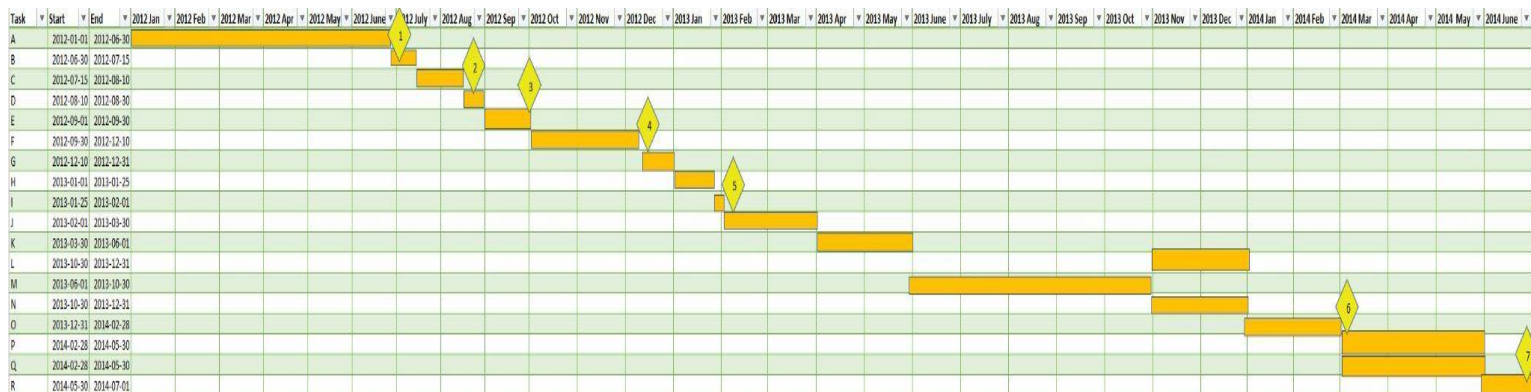 Task Start End 2012 Jan 2012 Feb 2012 Mar 2012 Apr 2012 May 2012 June 2012 July 2012 Aug 2012 Sep 2012 Oct 2012 Nov 2012 Dec 2013 Jan 2013 Feb 2013 Mar 2013 Apr 2013 May 2013 June 2013 July 2013 Aug 2013 Sep 2013 Oct 2013 Nov 2013 Dec 2014 Jan 2014 Feb 2014 Mar 2014 Apr 2014 May 2014 June
A 2012-01-01 2012-06-30 1
B 2012-06-30 2012-07-15
C 2012-07-15 2012-08-10 2
D 2012-08-10 2012-08-30 3
E 2012-09-01 2012-09-30
F 2012-09-30 2012-12-10 4
G 2012-12-10 2012-12-31
H 2013-01-01 2013-01-25 5
I 2013-01-25 2013-02-01
J 2013-02-01 2013-03-30
K 2013-03-30 2013-06-01
L 2013-10-30 2013-12-31
M 2013-06-01 2013-10-30
N 2013-10-30 2013-12-31 6
O 2013-12-31 2014-02-28
P 2014-02-28 2014-05-30 7
Q 2014-02-28 2014-05-30
R 2014-05-30 2014-07-01